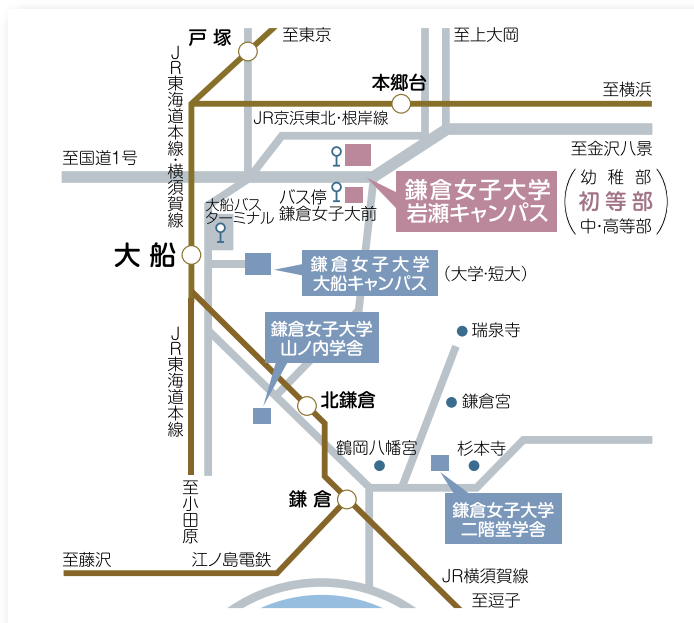 戸塚
至東京
至上大岡
JR東海道本線・横須賀線
本郷台
至横浜
JR京浜東北・根岸線
至金沢八景
至国道1号
鎌倉女子大学
岩瀬キャンパス
幼稚部
初等部
中・高等部
バス停
鎌倉女子大前
大船バス
ターミナル
大船
鎌倉女子大学
大船キャンパス
(大学・短大)
鎌倉女子大学
山ノ内学舎
JR東海道本線
瑞泉寺
北鎌倉
鎌倉宮
鶴岡八幡宮
杉本寺
至小田原
鎌倉
鎌倉女子大学
二階堂学舎
至藤沢
江ノ島電鉄
JR横須賀線
至逗子